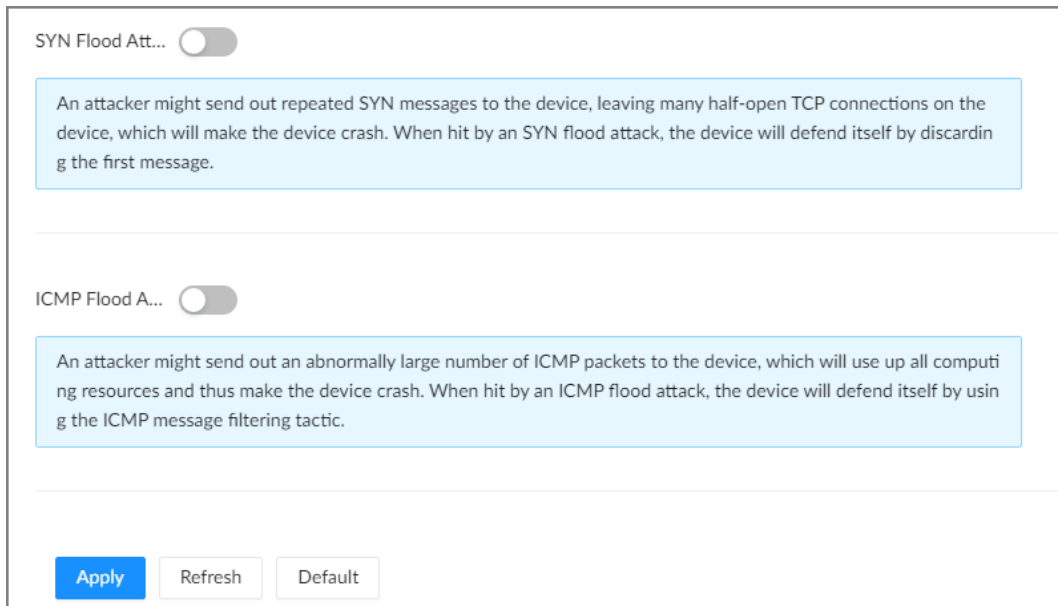 SYN Flood Att...
An attacker might send out repeated SYN messages to the device, leaving many half-open TCP connections on the
device, which will make the device crash. When hit by an SYN flood attack, the device will defend itself by discardin
g the first message.
ICMP Flood A...
An attacker might send out an abnormally large number of ICMP packets to the device, which will use up all computi
ng resources and thus make the device crash. When hit by an ICMP flood attack, the device will defend itself by usin
g the ICMP message filtering tactic.
Apply Refresh Default